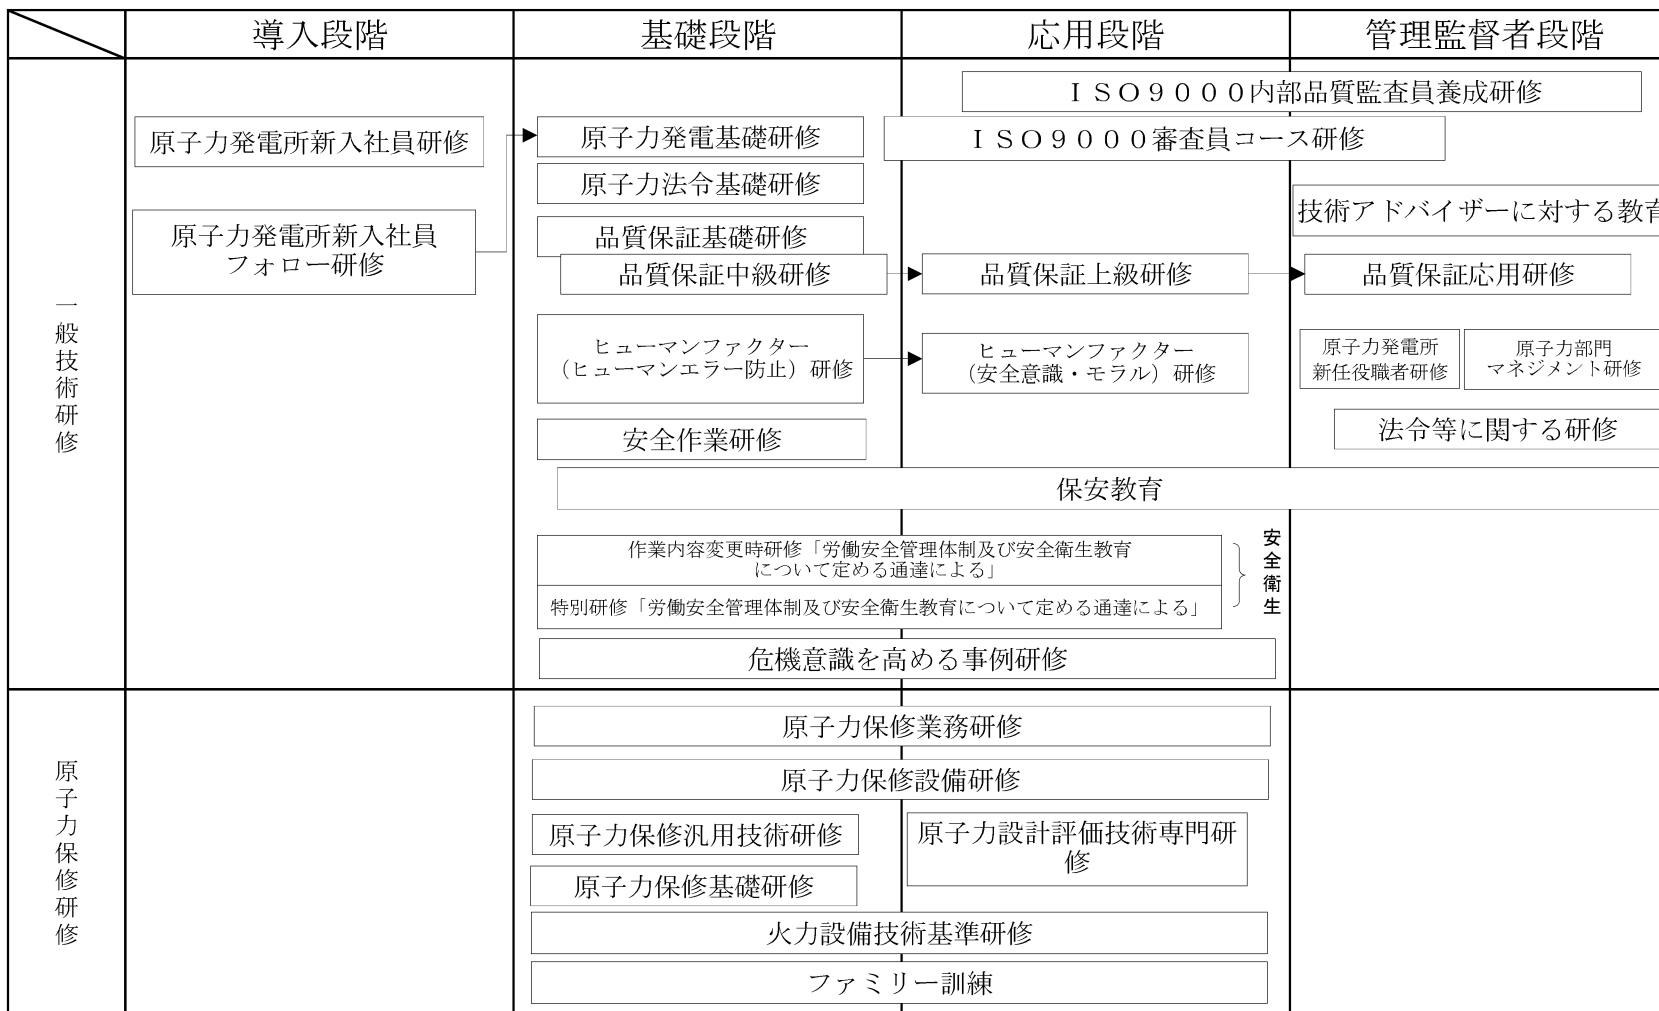 導入段階
基礎段階
応用段階
管理監督者段階
一般技術研修
ＩＳＯ９０００内部品質監査員養成研修
原子力発電所新入社員研修
原子力発電基礎研修
ＩＳＯ９０００審査員コース研修
原子力法令基礎研修
技術アドバイザーに対する教育
原子力発電所新入社員
フォロー研修
品質保証基礎研修
品質保証中級研修
品質保証上級研修
品質保証応用研修
ヒューマンファクター
（ヒューマンエラー防止）研修
ヒューマンファクター
（安全意識・モラル）研修
原子力発電所
新任役職者研修
原子力部門
マネジメント研修
安全作業研修
法令等に関する研修
保安教育
作業内容変更時研修「労働安全管理体制及び安全衛生教育
について定める通達による」
特別研修「労働安全管理体制及び安全衛生教育について定める通達による」
安全衛生
危機意識を高める事例研修
原子力保修研修
原子力保修業務研修
原子力保修設備研修
原子力保修汎用技術研修
原子力設計評価技術専門研
修
原子力保修基礎研修
火力設備技術基準研修
ファミリー訓練